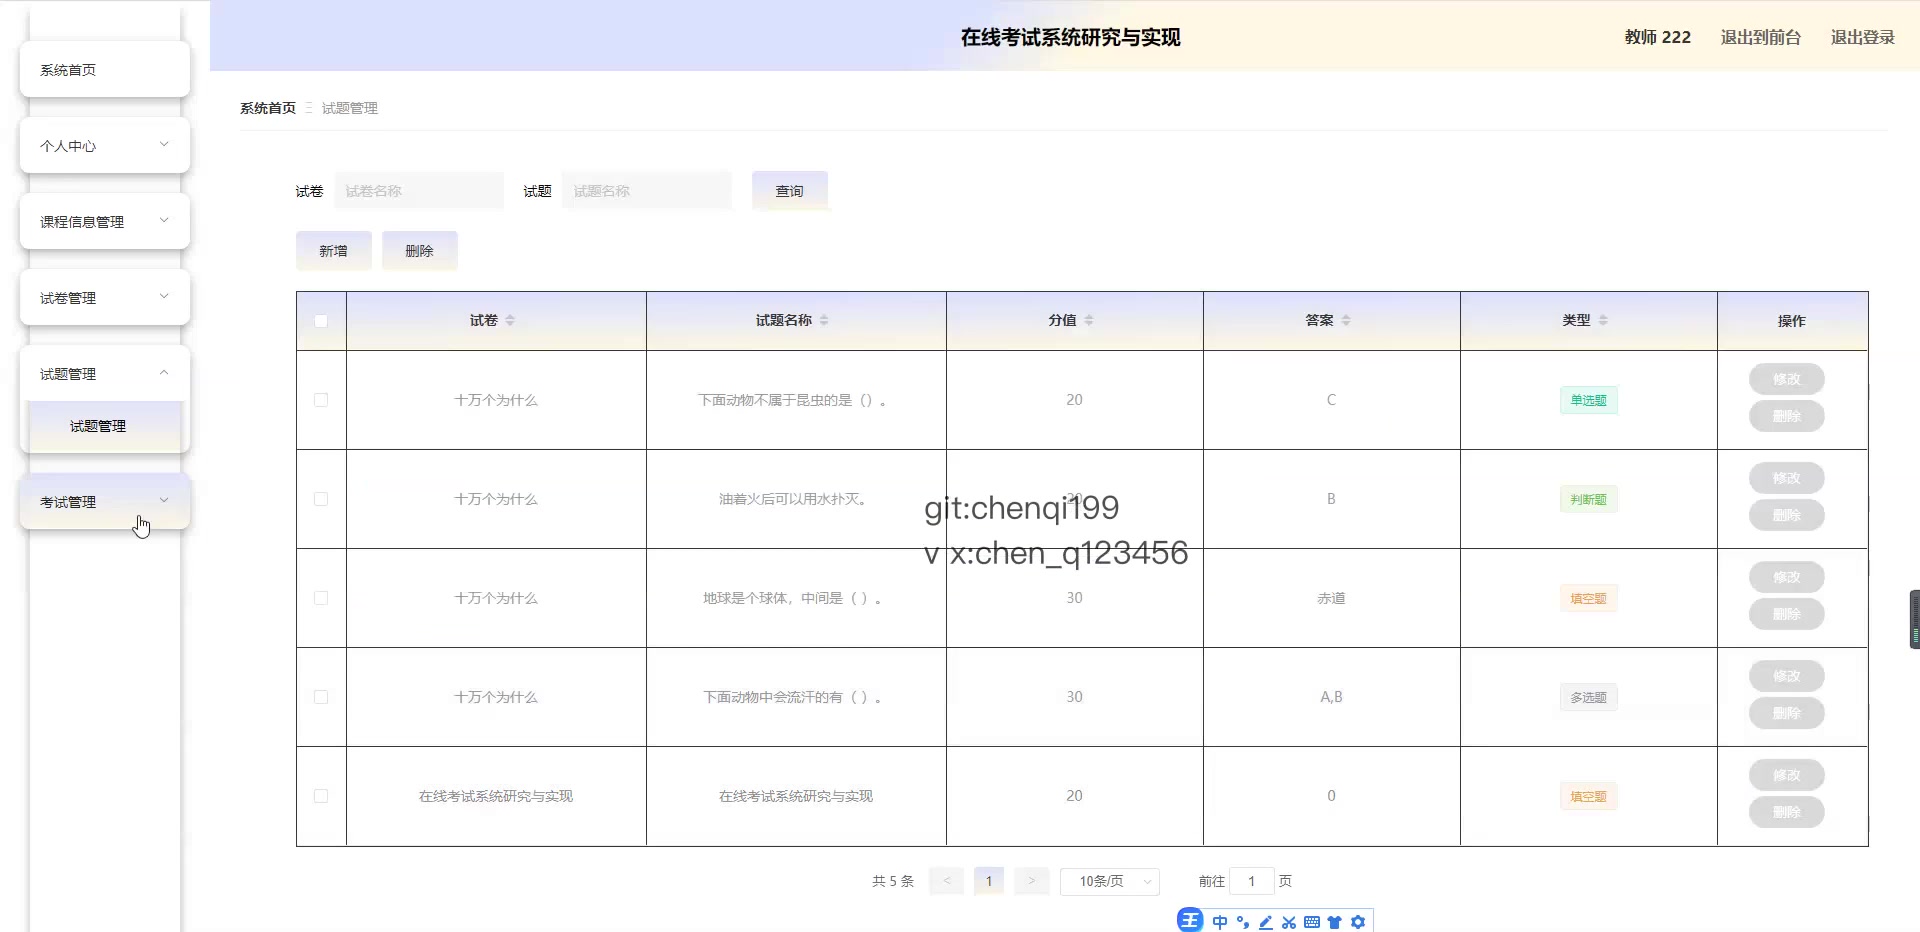 在线考试系统研究与实现
教师 222 退出到前台 退出登录
系统首页
个人中心
课程信息管理
试卷管理
试题管理
试题管理
考试管理
系统首页 试题管理
试卷 试卷名称 试题 试题名称 查询
新增 删除
试卷 试题名称 分值 答案 类型 操作
十万个为什么 下面动物不属于昆虫的是（）。 20 C 单选题 修改 删除
十万个为什么 油着火后可以用水扑灭。 20 B 判断题 修改 删除
git:chenqi199
v x:chen_q123456
十万个为什么 地球是个球体，中间是（ ）。 30 赤道 填空题 修改 删除
十万个为什么 下面动物中会流汗的有（ ）。 30 A,B 多选题 修改 删除
在线考试系统研究与实现 在线考试系统研究与实现 20 0 填空题 修改 删除
共 5 条 < 1 > 10条/页 前往 1 页
王 中